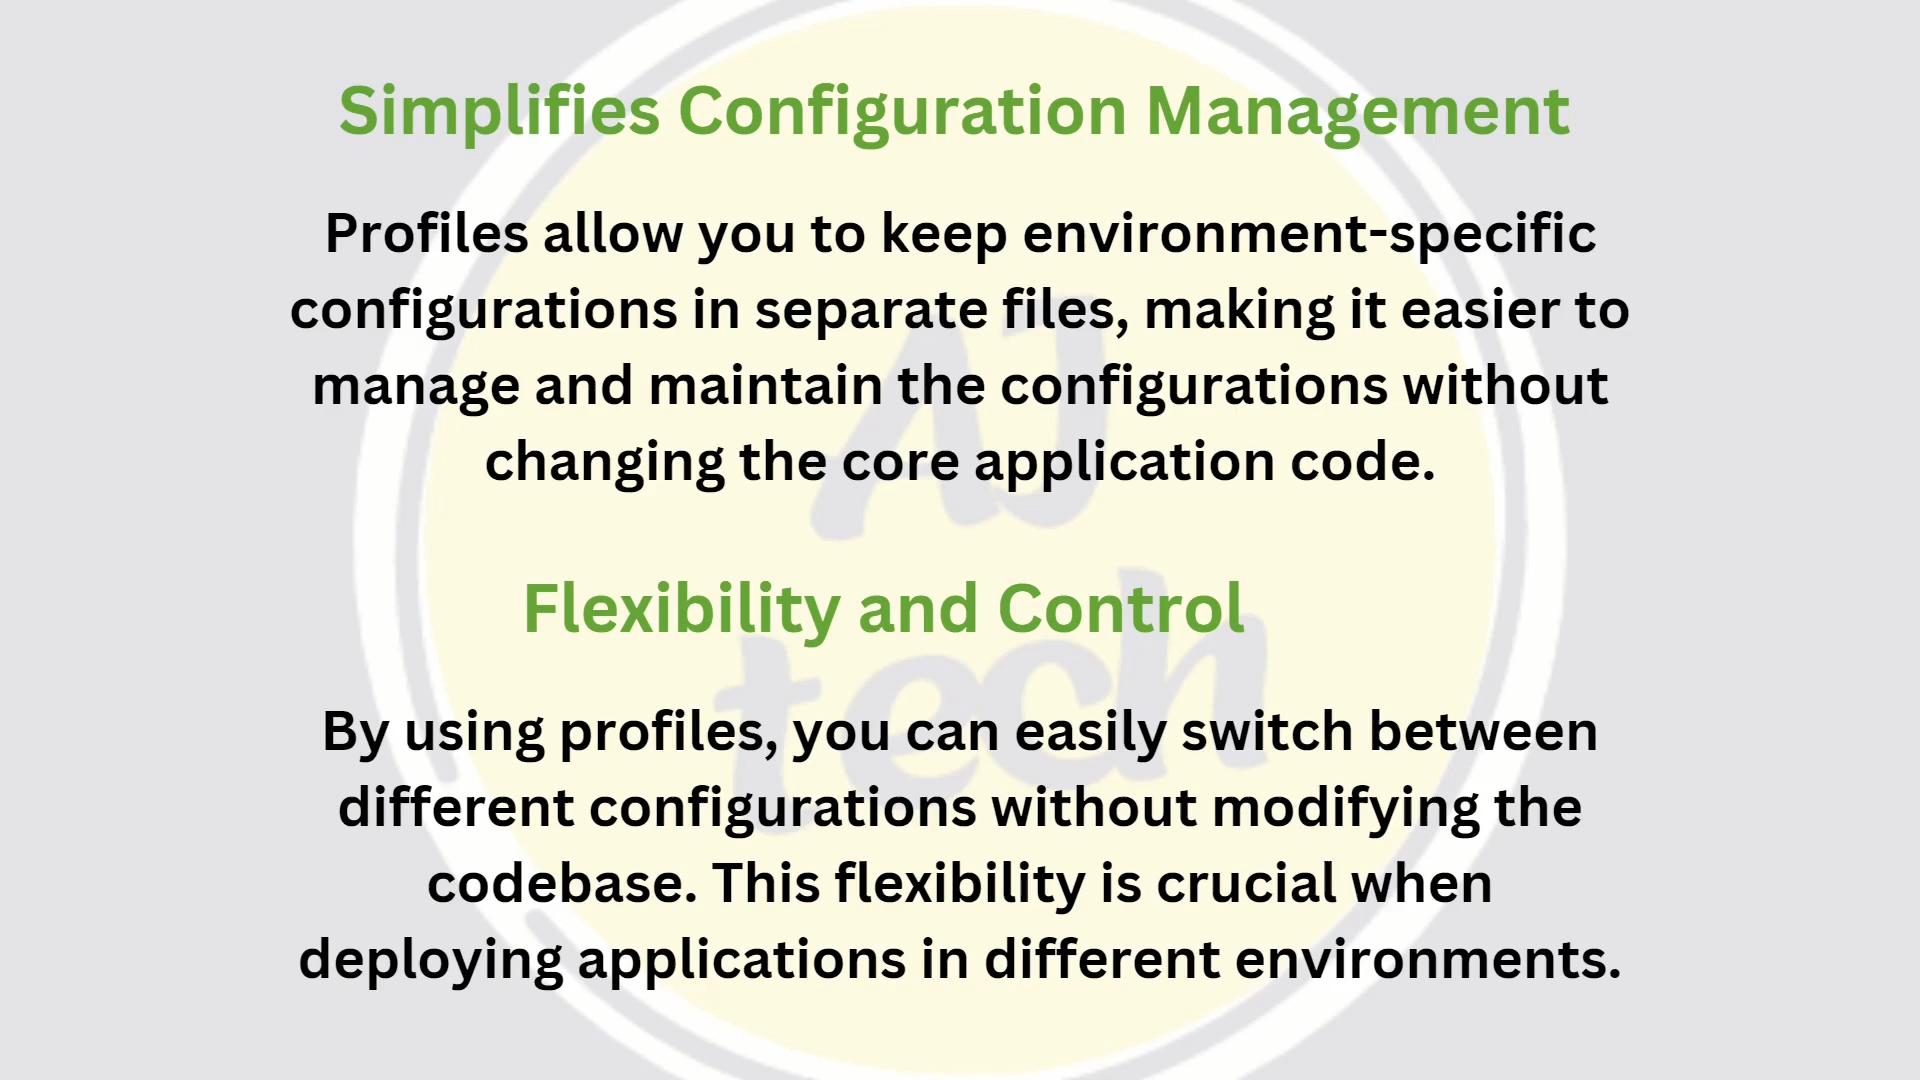 Simplifies Configuration Management
Profiles allow you to keep environment-specific
configurations in separate files, making it easier to
manage and maintain the configurations without
changing the core application code.
Flexibility and Control
By using profiles, you can easily switch between
different configurations without modifying the
codebase. This flexibility is crucial when
deploying applications in different environments.
AJ
tech